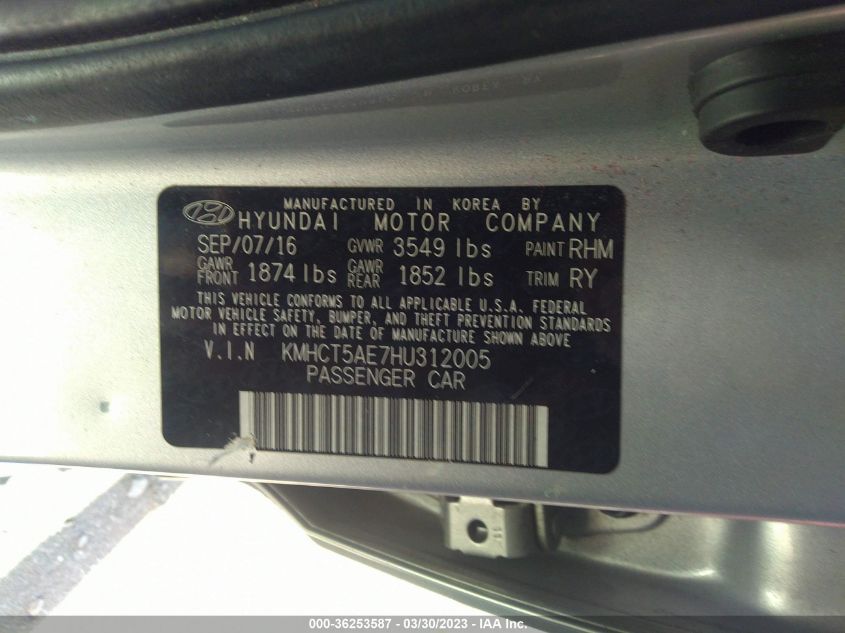 MANUFACTURED IN KOREA BY
HYUNDAI MOTOR COMPANY
SEP/07/16 GVWR 3549 lbs PAINT RHM
GAWR FRONT 1874 lbs GAWR REAR 1852 lbs TRIM RY
THIS VEHICLE CONFORMS TO ALL APPLICABLE U.S.A. FEDERAL
MOTOR VEHICLE SAFETY, BUMPER, AND THEFT PREVENTION STANDARDS
IN EFFECT ON THE DATE OF MANUFACTURE SHOWN ABOVE
V.I.N KMHCT5AE7HU312005
PASSENGER CAR
000-36253587 - 03/30/2023 - IAA Inc.